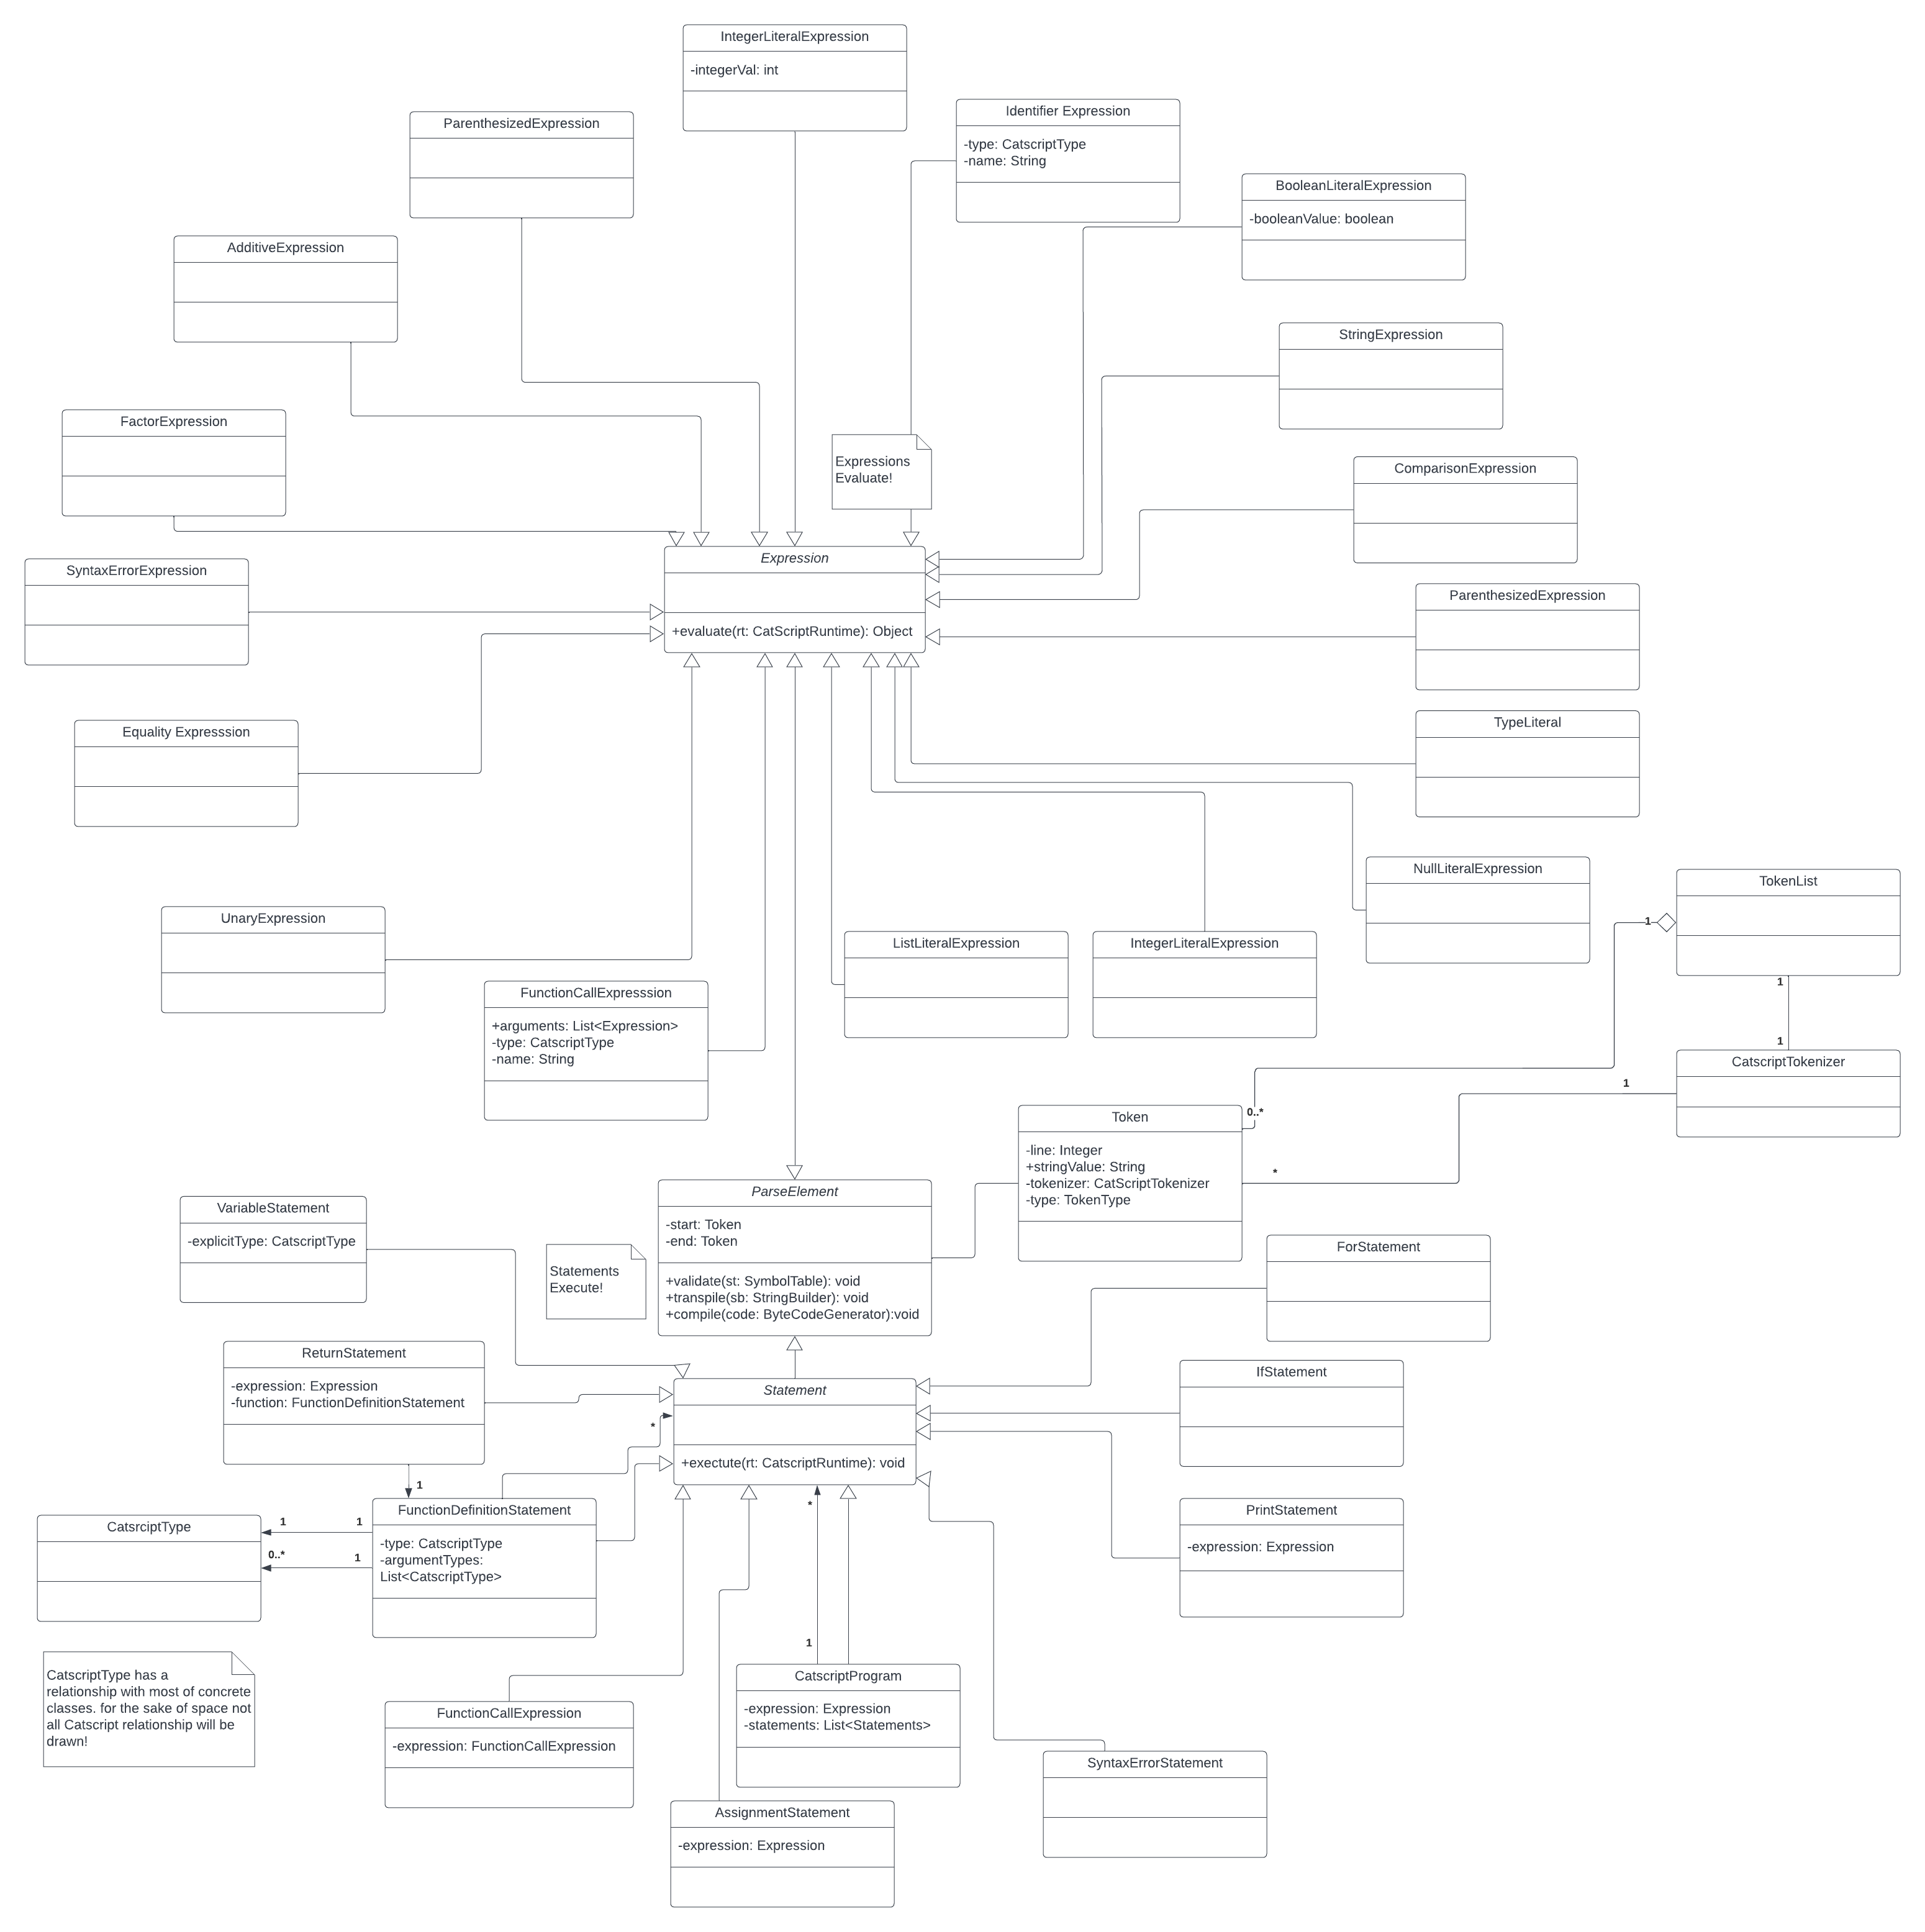 IntegerLiteralExpression
-integerVal: int
Identifier Expression
-type: CatscriptType
-name: String
ParenthesizedExpression
BooleanLiteralExpression
-booleanValue: boolean
AdditiveExpression
StringExpression
FactorExpression
Expressions
Evaluate!
ComparisonExpression
SyntaxErrorExpression
Expression
+evaluate(rt: CatScriptRuntime): Object
ParenthesizedExpression
Equality Expresssion
TypeLiteral
NullLiteralExpression
TokenList
1
1
UnaryExpression
ListLiteralExpression
IntegerLiteralExpression
FunctionCallExpresssion
+arguments: List<Expression>
-type: CatscriptType
-name: String
1
CatscriptTokenizer
1
Token
-line: Integer
+stringValue: String
-tokenizer: CatScriptTokenizer
-type: TokenType
0..*
*
ParseElement
-start: Token
-end: Token
+validate(st: SymbolTable): void
+transpile(sb: StringBuilder): void
+compile(code: ByteCodeGenerator):void
VariableStatement
-explicitType: CatscriptType
Statements
Execute!
ForStatement
ReturnStatement
-expression: Expression
-function: FunctionDefinitionStatement
IfStatement
Statement
+exectute(rt: CatscriptRuntime): void
*
1
*
FunctionDefinitionStatement
-type: CatscriptType
-argumentTypes:
List<CatscriptType>
CatsrciptType
1
1
0..*
1
PrintStatement
-expression: Expression
CatscriptType has a
relationship with most of concrete
classes. for the sake of space not
all Catscript relationship will be
drawn!
1
CatscriptProgram
-expression: Expression
-statements: List<Statements>
FunctionCallExpression
-expression: FunctionCallExpression
SyntaxErrorStatement
AssignmentStatement
-expression: Expression